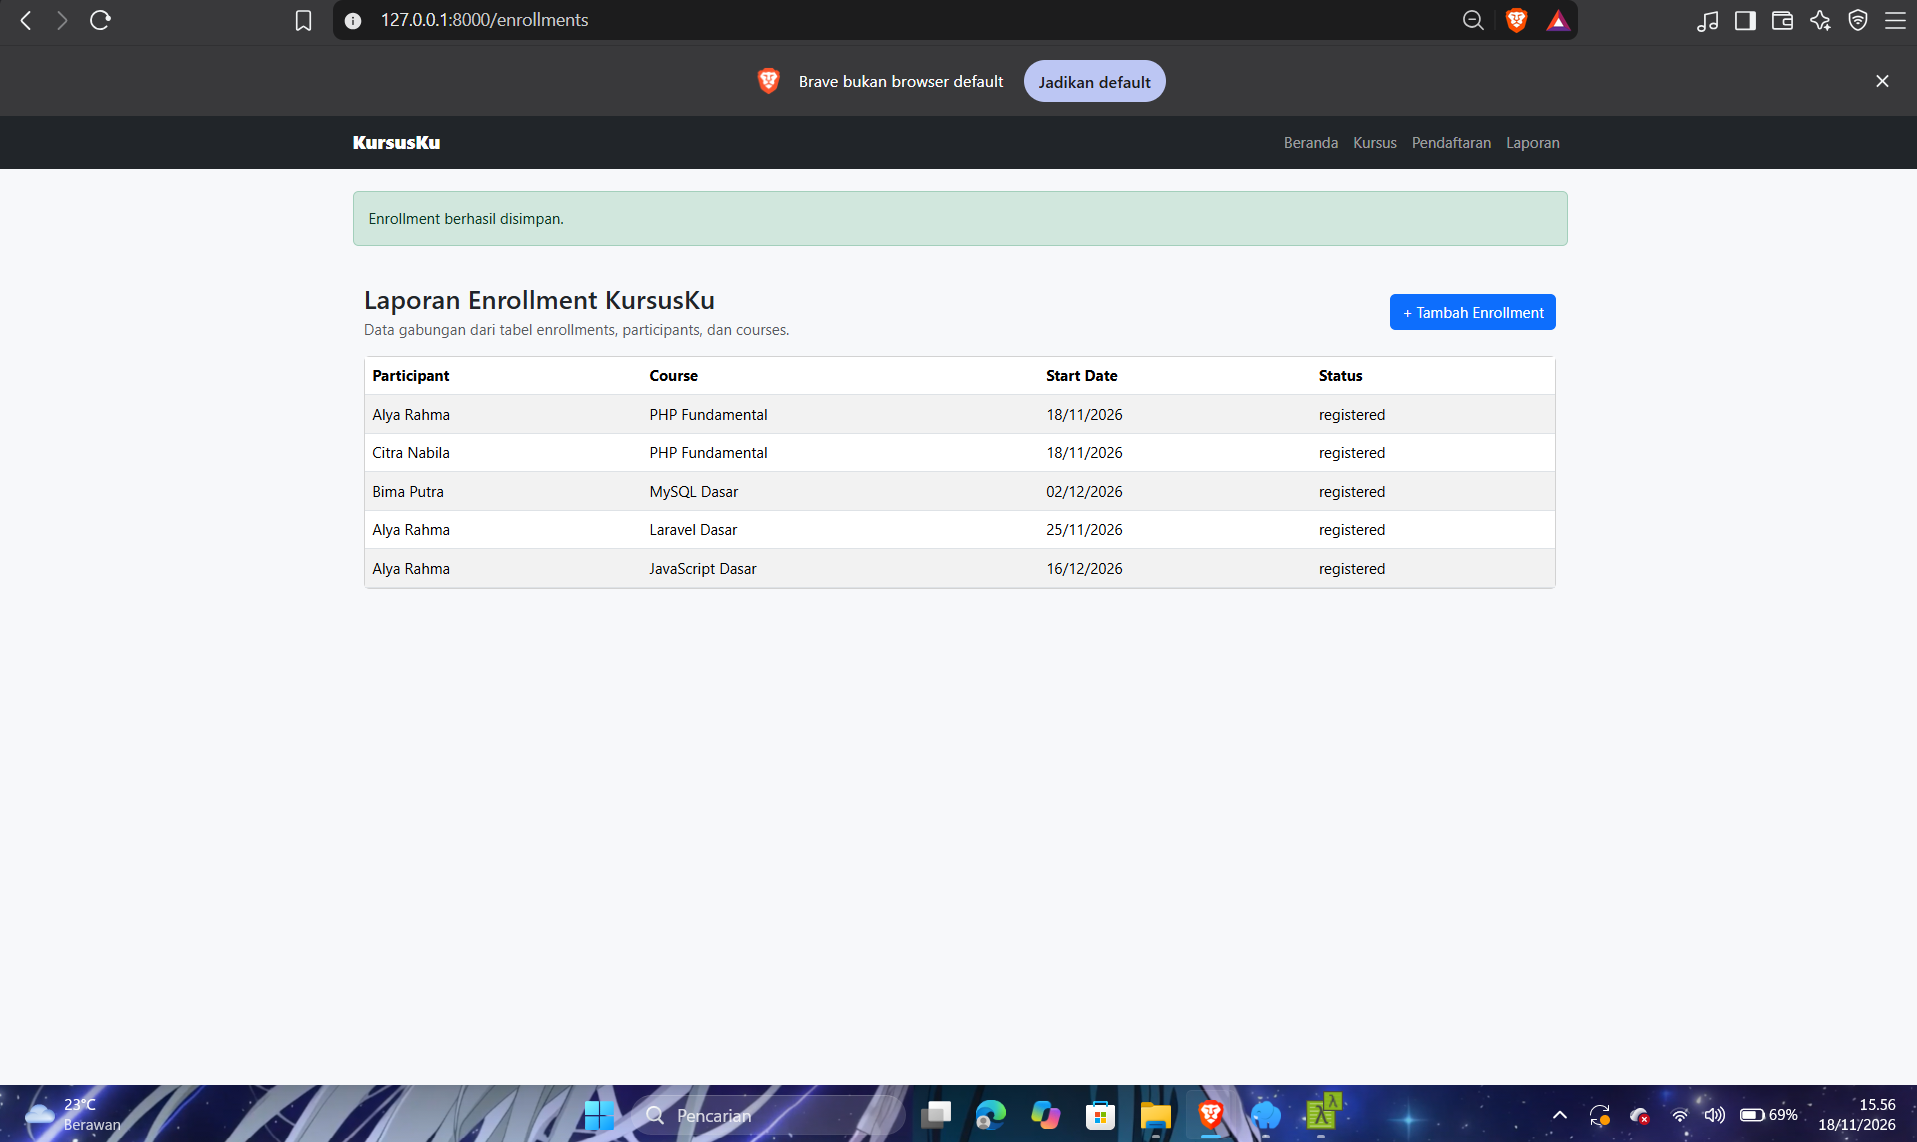 127.0.0.1:8000/enrollments
Brave bukan browser default
Jadikan default
KursusKu
Beranda Kursus Pendaftaran Laporan
Enrollment berhasil disimpan.
Laporan Enrollment KursusKu
Data gabungan dari tabel enrollments, participants, dan courses.
+ Tambah Enrollment
Participant Course Start Date Status
Alya Rahma PHP Fundamental 18/11/2026 registered
Citra Nabila PHP Fundamental 18/11/2026 registered
Bima Putra MySQL Dasar 02/12/2026 registered
Alya Rahma Laravel Dasar 25/11/2026 registered
Alya Rahma JavaScript Dasar 16/12/2026 registered
23°C
Berawan
Pencarian
69%
15.56
18/11/2026